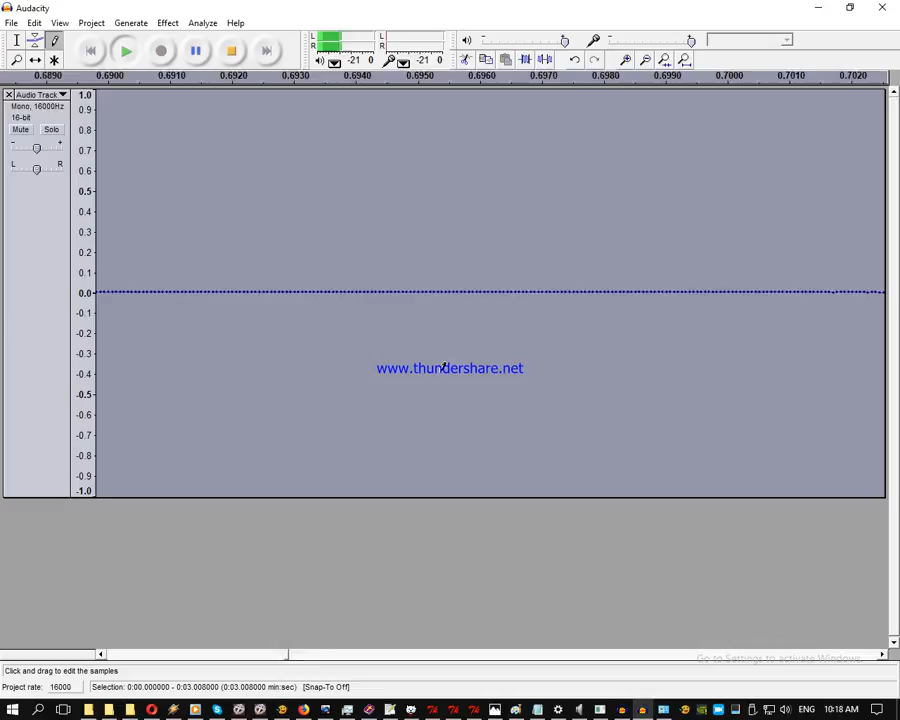 Audacity
File Edit View Project Generate Effect Analyze Help
L R -21 0 L R -21 0
0.6890 0.6900 0.6910 0.6920 0.6930 0.6940 0.6950 0.6960 0.6970 0.6980 0.6990 0.7000 0.7010 0.7020
Audio Track
Mono, 16000Hz
16-bit
Mute Solo
- +
L R
1.0
0.9
0.8
0.7
0.6
0.5
0.4
0.3
0.2
0.1
0.0
-0.1
-0.2
-0.3
-0.4
-0.5
-0.6
-0.7
-0.8
-0.9
-1.0
www.thundershare.net
Go to Settings to activate Windows.
Click and drag to edit the samples
Project rate: 16000 Selection: 0:00.000000 - 0:03.008000 (0:03.008000 min:sec) [Snap-To Off]
ENG 10:18 AM